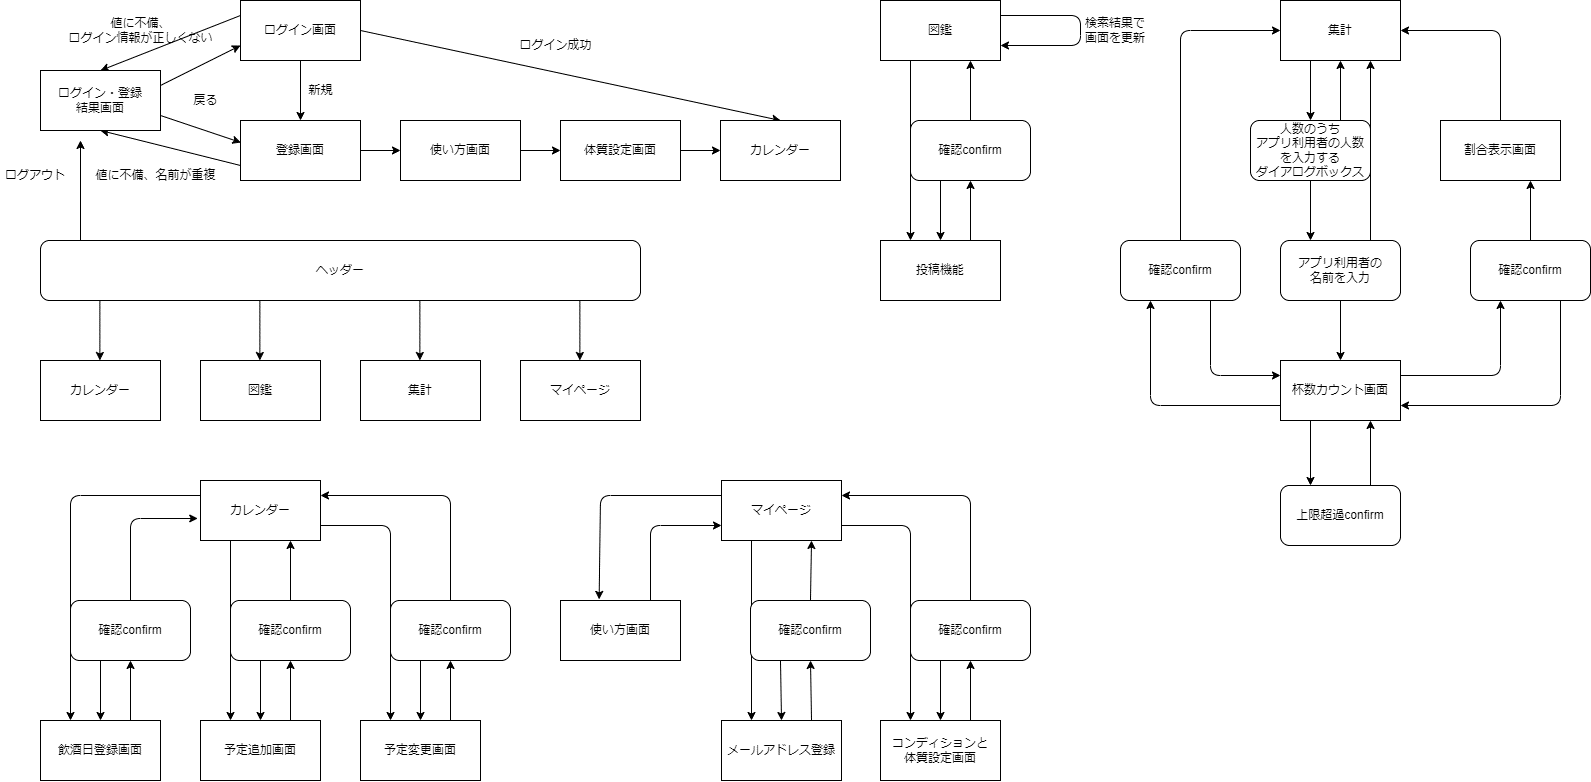 値に不備、
ログイン情報が正しくない
ログイン画面
ログイン成功
ログイン・登録
結果画面
戻る
新規
登録画面
使い方画面
体質設定画面
カレンダー
ログアウト
値に不備、名前が重複
ヘッダー
カレンダー
図鑑
集計
マイページ
図鑑
検索結果で
画面を更新
確認confirm
投稿機能
集計
人数のうち
アプリ利用者の人数
を入力する
ダイアログボックス
割合表示画面
確認confirm
アプリ利用者の
名前を入力
確認confirm
杯数カウント画面
上限超過confirm
カレンダー
確認confirm
確認confirm
確認confirm
飲酒日登録画面
予定追加画面
予定変更画面
マイページ
使い方画面
確認confirm
確認confirm
メールアドレス登録
コンディションと
体質設定画面